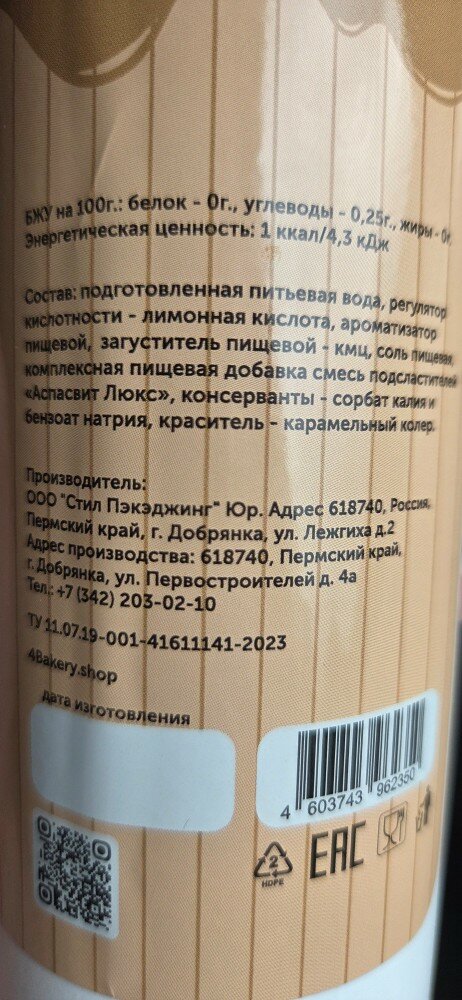 БЖУ на 100г.: белок - 0г., углеводы - 0,25г., жиры - 0г
Энергетическая ценность: 1 ккал/4,3 кДж
Состав: подготовленная питьевая вода, регулятор
кислотности - лимонная кислота, ароматизатор
пищевой, загуститель пищевой - кмц, соль пищевая,
комплексная пищевая добавка смесь подсластителей
«Аспасвит Люкс», консерванты - сорбат калия и
бензоат натрия, краситель - карамельный колер.
Производитель:
ООО "Стил Пэкэджинг" Юр. Адрес 618740, Россия,
Пермский край, г. Добрянка, ул. Лежгиха д.2
Адрес производства: 618740, Пермский край,
г. Добрянка, ул. Первостроителей д. 4а
Тел.: +7 (342) 203-02-10
ТУ 11.07.19-001-41611141-2023
4Bakery.shop
дата изготовления
4 603743 962350
2
HDPE
EAC